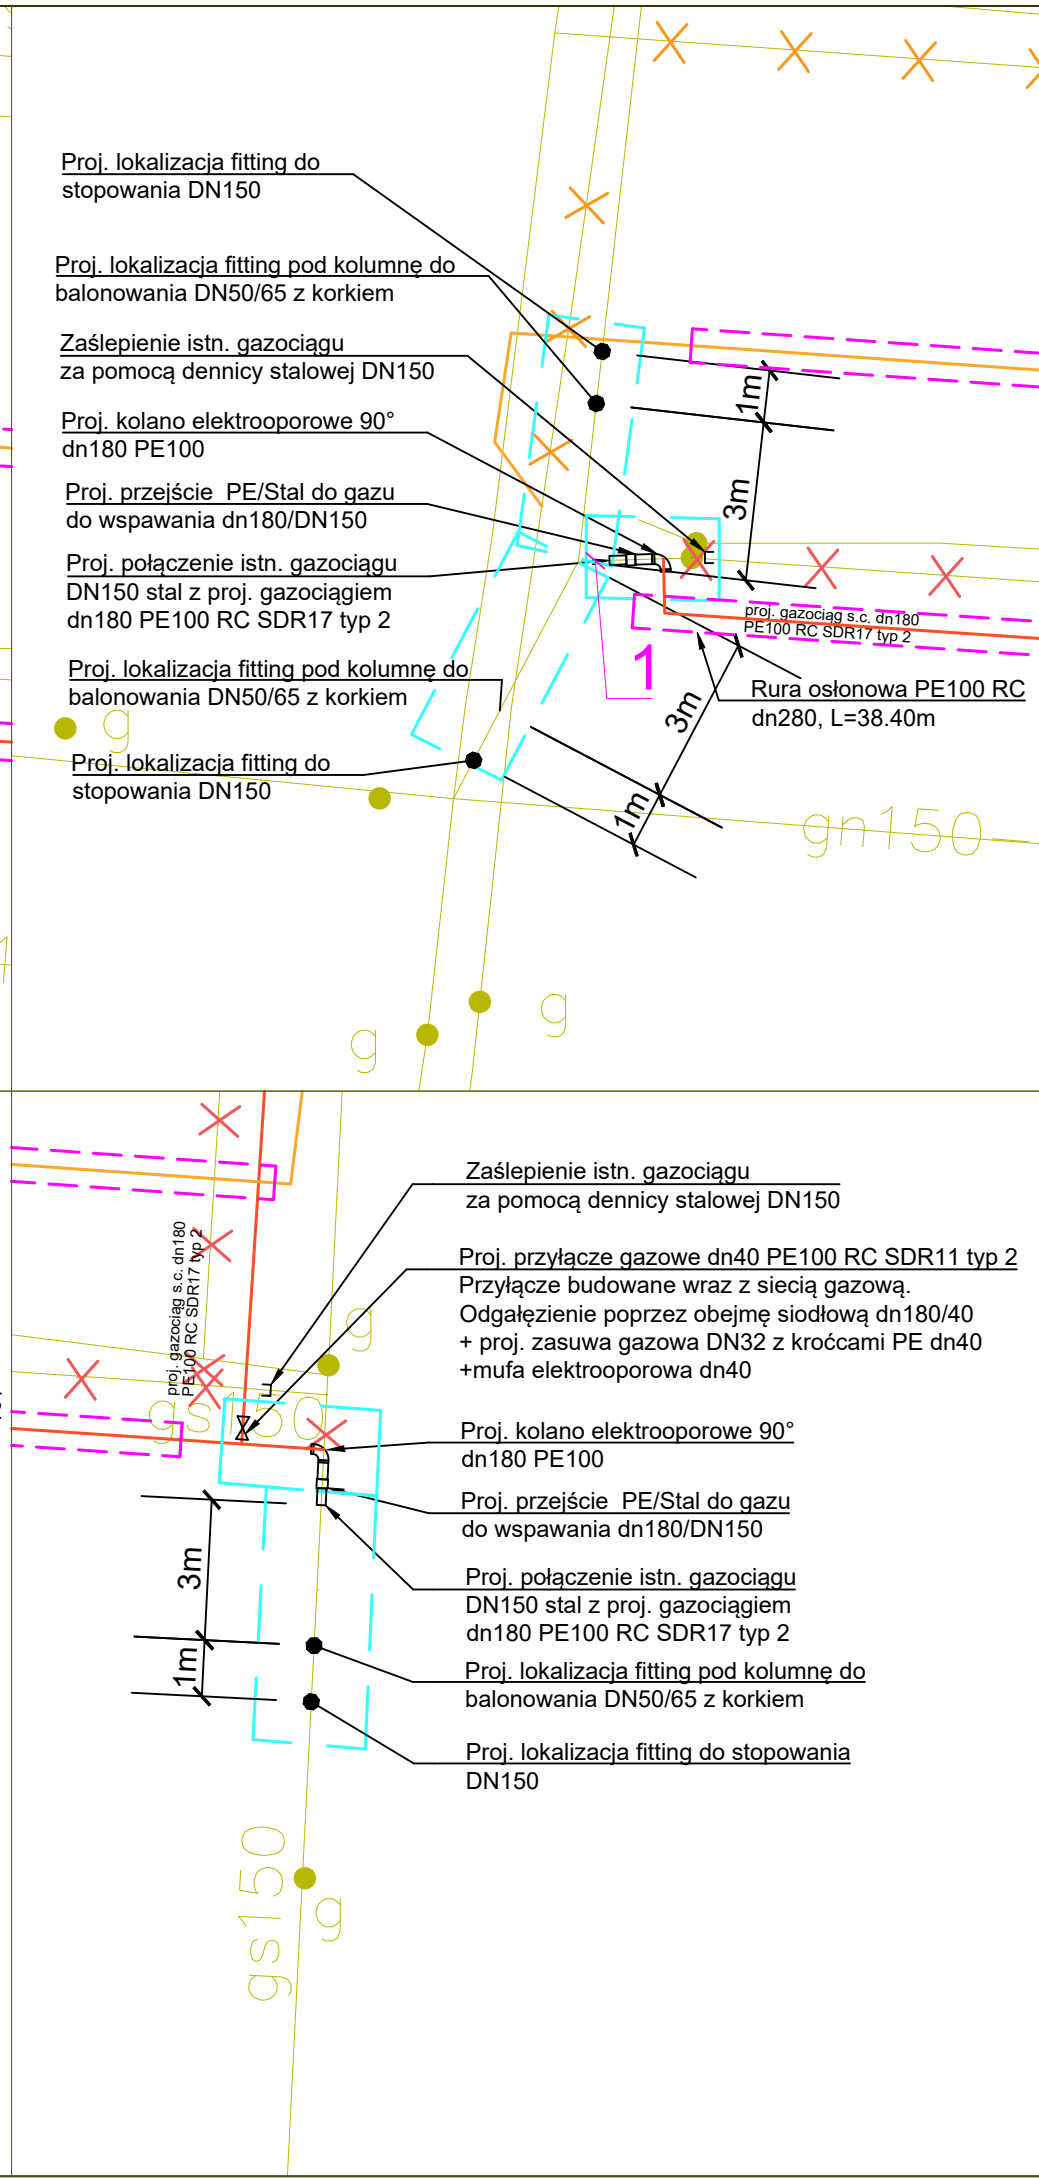 Proj. lokalizacja fitting do
stopowania DN150
Proj. lokalizacja fitting pod kolumnę do
balonowania DN50/65 z korkiem
Zaślepienie istn. gazociągu
za pomocą dennicy stalowej DN150
Proj. kolano elektrooporowe 90°
dn180 PE100
Proj. przejście PE/Stal do gazu
do wspawania dn180/DN150
Proj. połączenie istn. gazociągu
DN150 stal z proj. gazociągiem
dn180 PE100 RC SDR17 typ 2
Proj. lokalizacja fitting pod kolumnę do
balonowania DN50/65 z korkiem
Proj. lokalizacja fitting do
stopowania DN150
1m
3m
proj. gazociąg s.c. dn180
PE100 RC SDR17 typ 2
1
Rura osłonowa PE100 RC
dn280, L=38.40m
3m
1m
g
gn150
g
g
Zaślepienie istn. gazociągu
za pomocą dennicy stalowej DN150
Proj. przyłącze gazowe dn40 PE100 RC SDR11 typ 2
Przyłącze budowane wraz z siecią gazową.
Odgałęzienie poprzez obejmę siodłową dn180/40
+ proj. zasuwa gazowa DN32 z króćcami PE dn40
+mufa elektrooporowa dn40
Proj. kolano elektrooporowe 90°
dn180 PE100
Proj. przejście PE/Stal do gazu
do wspawania dn180/DN150
Proj. połączenie istn. gazociągu
DN150 stal z proj. gazociągiem
dn180 PE100 RC SDR17 typ 2
Proj. lokalizacja fitting pod kolumnę do
balonowania DN50/65 z korkiem
Proj. lokalizacja fitting do stopowania
DN150
proj. gazociąg s.c. dn180
PE100 RC SDR17 typ 2
g
gs150
3m
1m
gs150
g